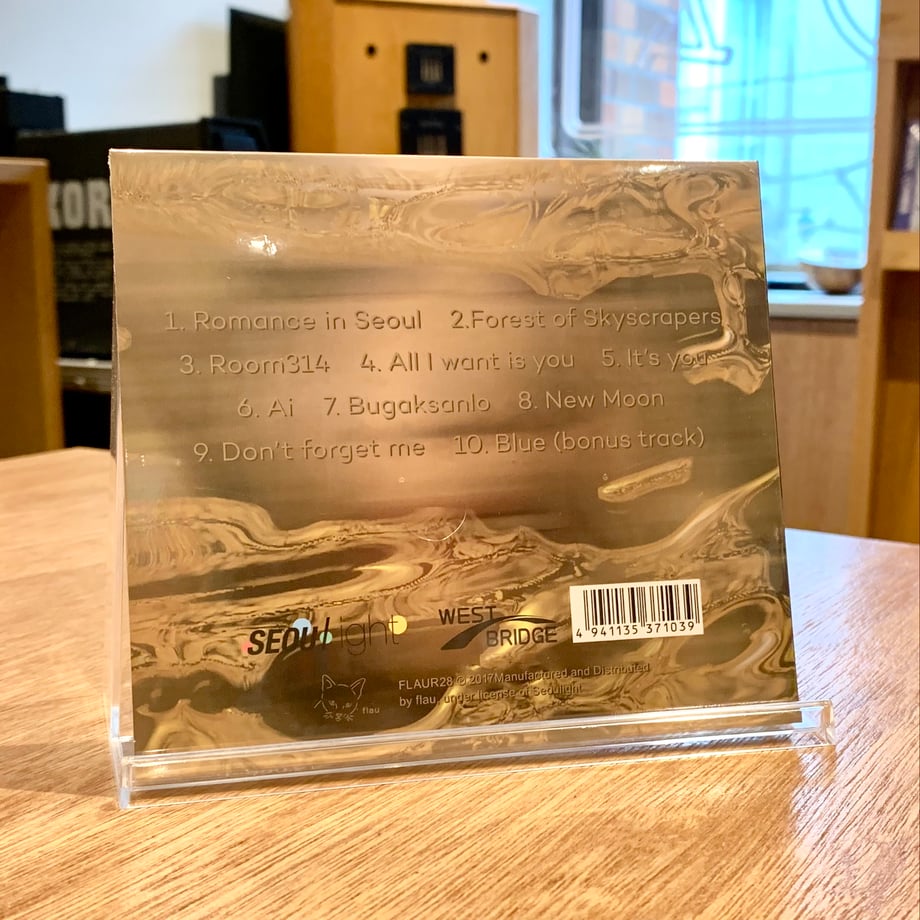 KOR
1. Romance in Seoul 2.Forest of Skyscrapers
3. Room314 4. All I want is you 5. It's you
6. Ai 7. Bugaksanlo 8. New Moon
9. Don't forget me 10. Blue (bonus track)
SEOUlight
WEST BRIDGE
4 941135 371039
flau
FLAUR28 ©2017Manufactured and Distributed
by flau, under license of Seoulight